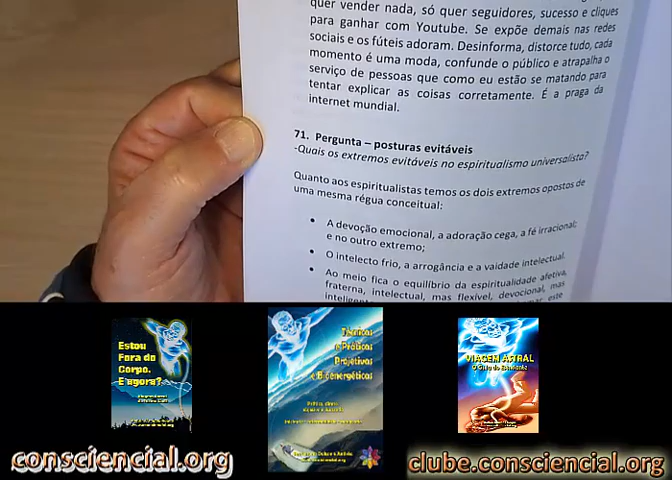 quer vender nada, só quer seguidores, sucesso e cliques
para ganhar com Youtube. Se expõe demais nas redes
sociais e os fúteis adoram. Desinforma, distorce tudo, cada
momento é uma moda, confunde o público e atrapalha o
serviço de pessoas que como eu estão se matando para
tentar explicar as coisas corretamente. É a praga da
internet mundial.
71. Pergunta – posturas evitáveis
-Quais os extremos evitáveis no espiritualismo universalista?
Quanto aos espiritualistas temos os dois extremos opostos de
uma mesma régua conceitual:
• A devoção emocional, a adoração cega, a fé irracional;
e no outro extremo;
• O intelecto frio, a arrogância e a vaidade intelectual.
• Ao meio fica o equilíbrio da espiritualidade afetiva,
fraterna, intelectual, mas flexível, devocional, mas
Estou
Fora do
Corpo.
E agora?
Técnicas
e Práticas
Projetivas
e Bioenergéticas
VIAGEM ASTRAL
consciencial.org
clube.consciencial.org